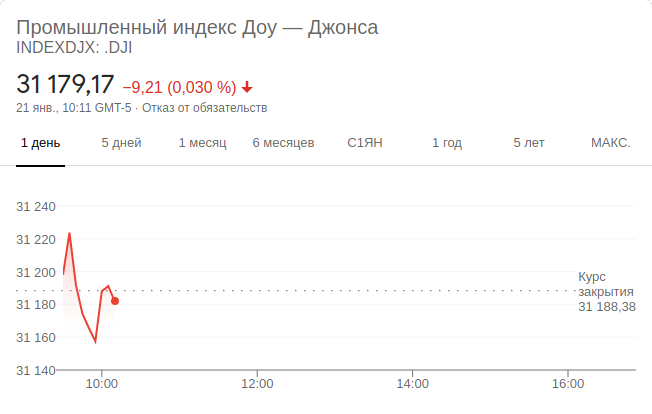 Промышленный индекс Доу — Джонса
INDEXDJX: .DJI
31 179,17 −9,21 (0,030 %)
21 янв., 10:11 GMT-5 · Отказ от обязательств
1 день 5 дней 1 месяц 6 месяцев С1ЯН 1 год 5 лет МАКС.
31 240
31 220
31 200
31 180
31 160
31 140
Курс
закрытия
31 188,38
10:00 12:00 14:00 16:00